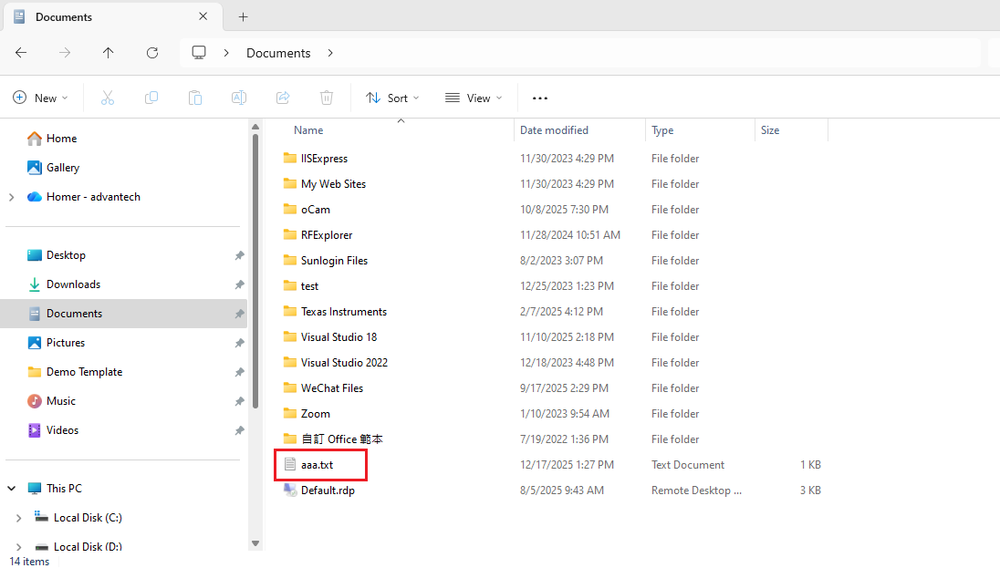 Documents
Documents
New
Sort
View
Home
Gallery
Homer - advantech
Desktop
Downloads
Documents
Pictures
Demo Template
Music
Videos
This PC
Local Disk (C:)
Local Disk (D:)
Name Date modified Type Size
IISExpress 11/30/2023 4:29 PM File folder
My Web Sites 11/30/2023 4:29 PM File folder
oCam 10/8/2025 7:30 PM File folder
RFExplorer 11/28/2024 10:51 AM File folder
Sunlogin Files 8/2/2023 3:07 PM File folder
test 12/25/2023 1:23 PM File folder
Texas Instruments 2/7/2025 4:12 PM File folder
Visual Studio 18 11/10/2025 2:18 PM File folder
Visual Studio 2022 12/18/2023 4:48 PM File folder
WeChat Files 9/17/2025 2:29 PM File folder
Zoom 1/10/2023 9:54 AM File folder
自訂 Office 範本 7/19/2022 1:36 PM File folder
aaa.txt 12/17/2025 1:27 PM Text Document 1 KB
Default.rdp 8/5/2025 9:43 AM Remote Desktop ... 3 KB
14 items